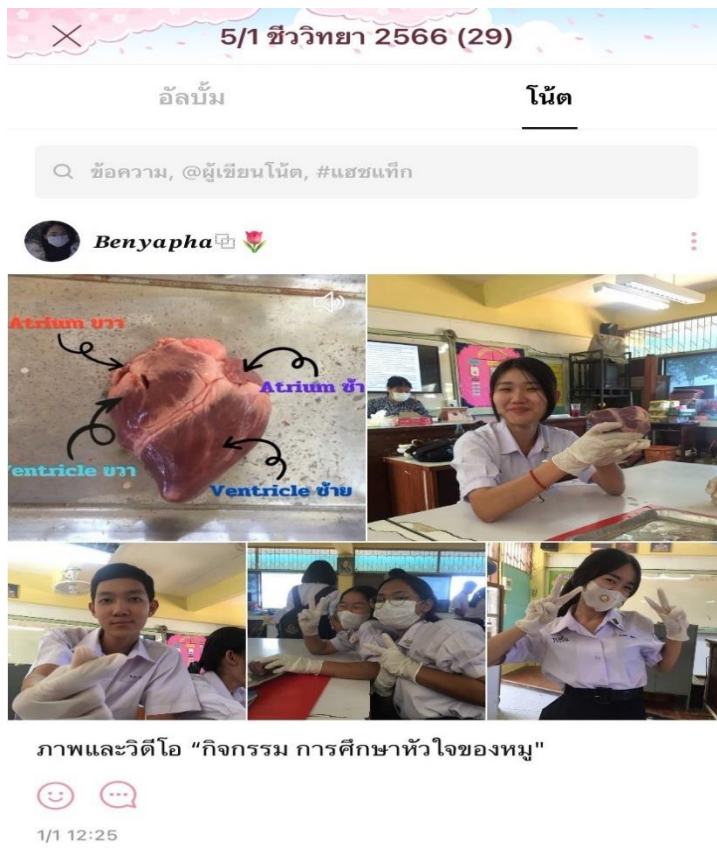 5/1 ชีววิทยา 2566 (29)
อัลบั้ม
โน้ต
ข้อความ, @ผู้เขียนโน้ต, #แฮชแท็ก
Benyapha
Atrium ขวา
Atrium ซ้า
entricle ขวา
Ventricle ซ้าย
ภาพและวิดีโอ “กิจกรรม การศึกษาหัวใจของหมู"
1/1 12:25